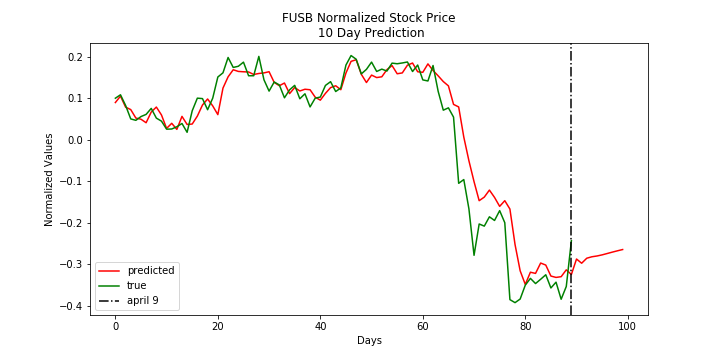 FUSB Normalized Stock Price
10 Day Prediction
0.2
0.1
0.0
−0.1
−0.2
−0.3
−0.4
Normalized Values
predicted
true
april 9
0 20 40 60 80 100
Days